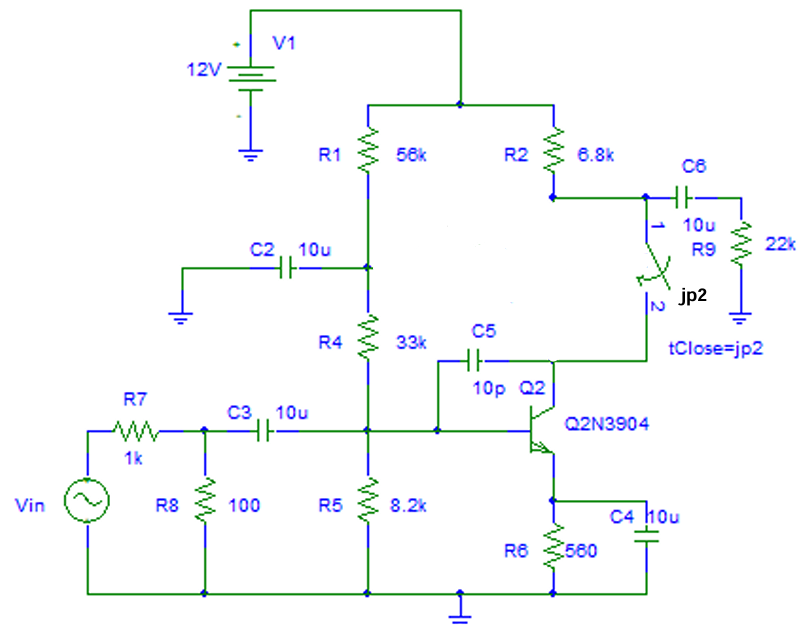 +
V1
12V
-
R1
56k
R2
6.8k
C6
10u
R9
22k
1
jp2
2
tClose=jp2
C2
10u
R4
33k
C5
10p
Q2
Q2N3904
R7
1k
C3
10u
Vin
R8
100
R5
8.2k
R6
560
C4
10u